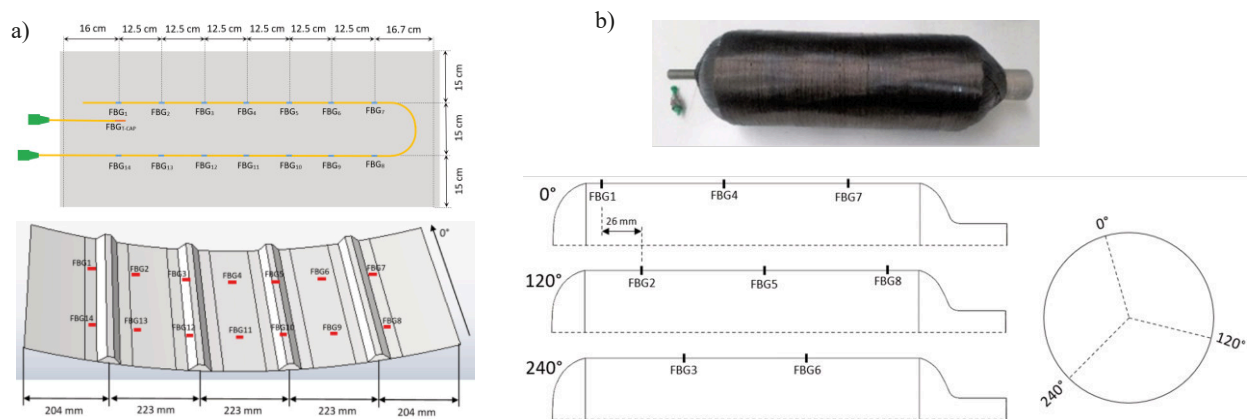 a)
16 cm 12.5 cm 12.5 cm 12.5 cm 12.5 cm 12.5 cm 12.5 cm 16.7 cm
15 cm
FBG1 FBG2 FBG3 FBG4 FBG5 FBG6 FBG7
FBGT-CAP
15 cm
FBG14 FBG13 FBG12 FBG11 FBG10 FBG9 FBG8
15 cm
0°
FBG1 FBG2 FBG3 FBG4 FBG5 FBG6 FBG7
FBG14 FBG13 FBG12 FBG11 FBG10 FBG9 FBG8
204 mm 223 mm 223 mm 223 mm 204 mm
b)
0°
FBG1 FBG4 FBG7
26 mm
120°
FBG2 FBG5 FBG8
240°
FBG3 FBG6
0°
120°
240°